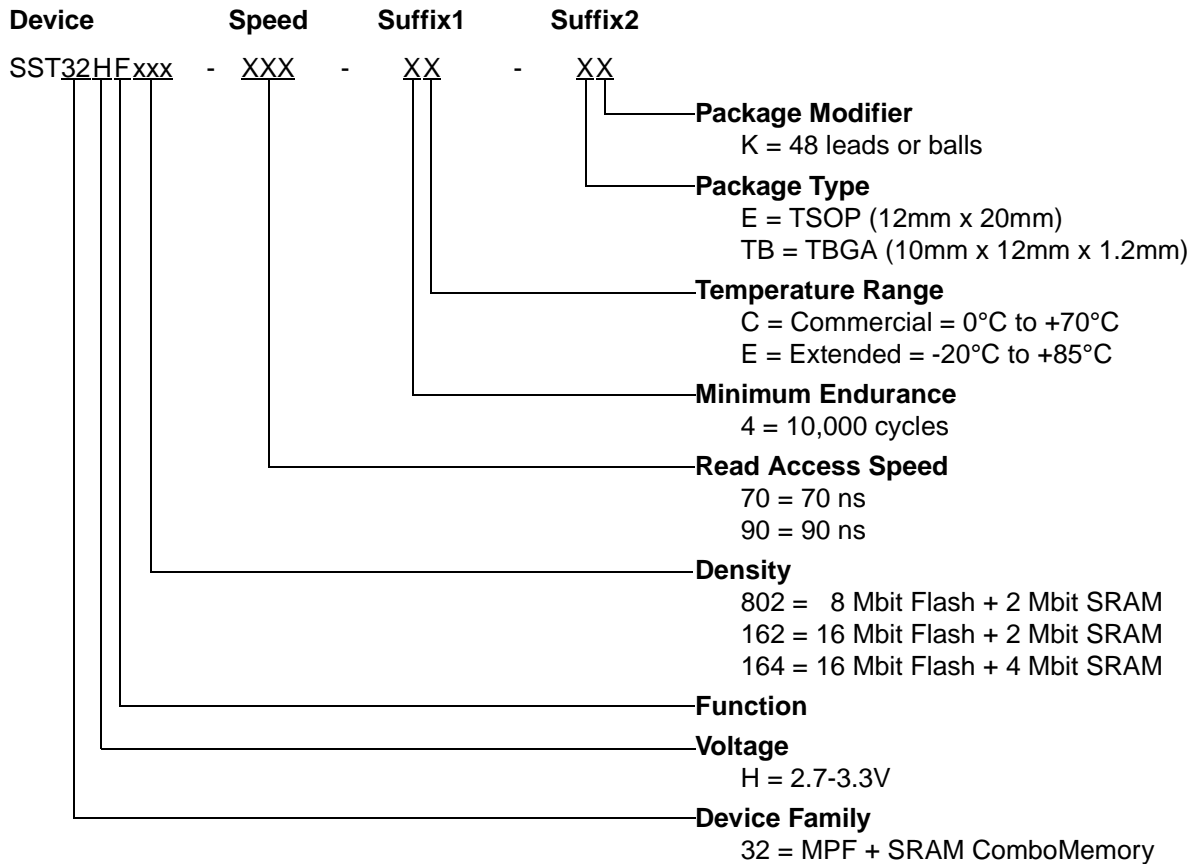 Device Speed Suffix1 Suffix2
SST32HFxxx - XXX - XX - XX
Package Modifier
K = 48 leads or balls
Package Type
E = TSOP (12mm x 20mm)
TB = TBGA (10mm x 12mm x 1.2mm)
Temperature Range
C = Commercial = 0°C to +70°C
E = Extended = -20°C to +85°C
Minimum Endurance
4 = 10,000 cycles
Read Access Speed
70 = 70 ns
90 = 90 ns
Density
802 = 8 Mbit Flash + 2 Mbit SRAM
162 = 16 Mbit Flash + 2 Mbit SRAM
164 = 16 Mbit Flash + 4 Mbit SRAM
Function
Voltage
H = 2.7-3.3V
Device Family
32 = MPF + SRAM ComboMemory